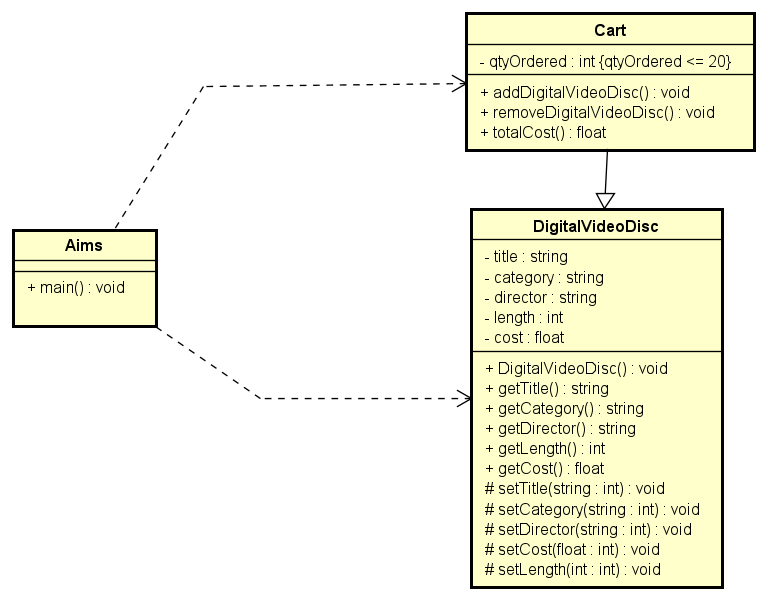 Cart
- qtyOrdered : int {qtyOrdered <= 20}
+ addDigitalVideoDisc() : void
+ removeDigitalVideoDisc() : void
+ totalCost() : float
Aims
+ main() : void
DigitalVideoDisc
- title : string
- category : string
- director : string
- length : int
- cost : float
+ DigitalVideoDisc() : void
+ getTitle() : string
+ getCategory() : string
+ getDirector() : string
+ getLength() : int
+ getCost() : float
# setTitle(string : int) : void
# setCategory(string : int) : void
# setDirector(string : int) : void
# setCost(float : int) : void
# setLength(int : int) : void